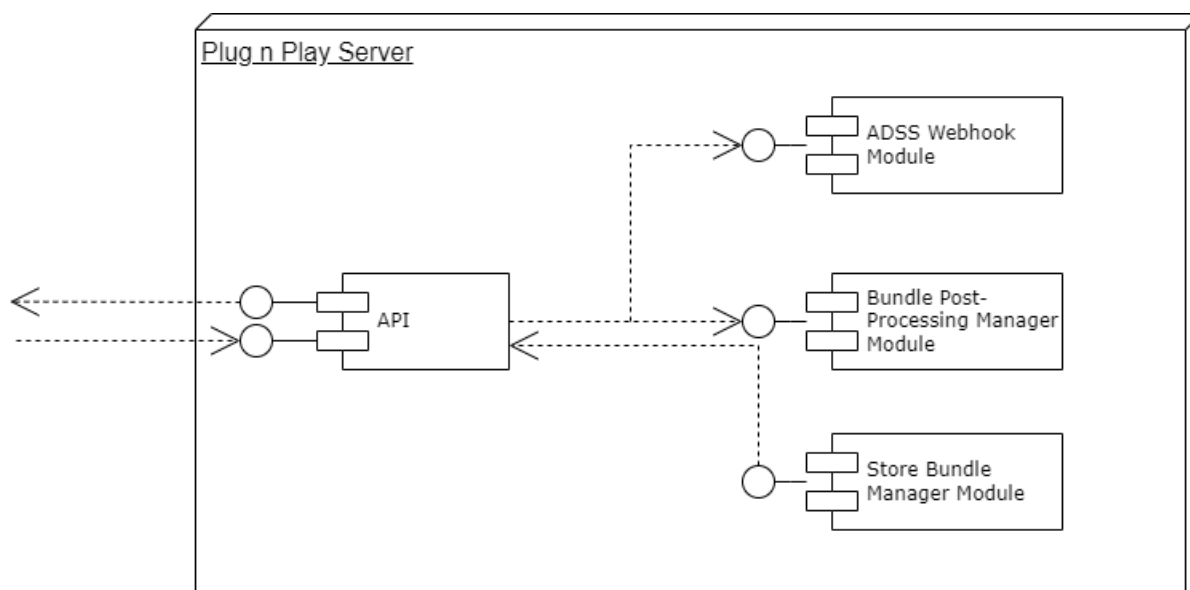 Plug n Play Server
ADSS Webhook
Module
API
Bundle Post-
Processing Manager
Module
Store Bundle
Manager Module